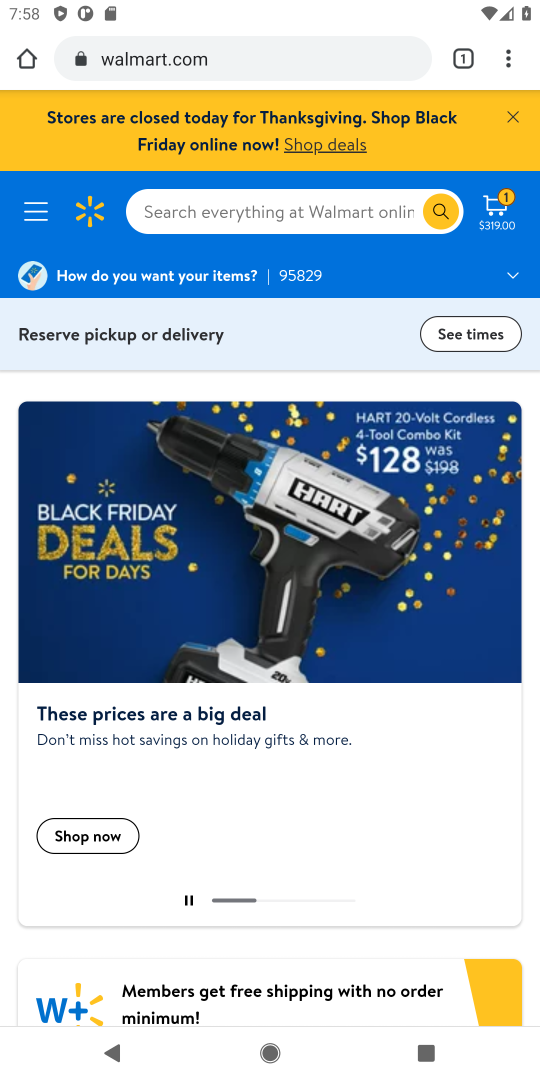 7:58
walmart.com
1
Stores are closed today for Thanksgiving. Shop Black
Friday online now! Shop deals
Search everything at Walmart onlin
1
$319.00
How do you want your items? | 95829
Reserve pickup or delivery
See times
HART 20-Volt Cordless
4-Tool Combo Kit
$128 was $198
HART
BLACK FRIDAY
DEALS
FOR DAYS
20v
These prices are a big deal
Don't miss hot savings on holiday gifts & more.
Shop now
W+
Members get free shipping with no order
minimum!